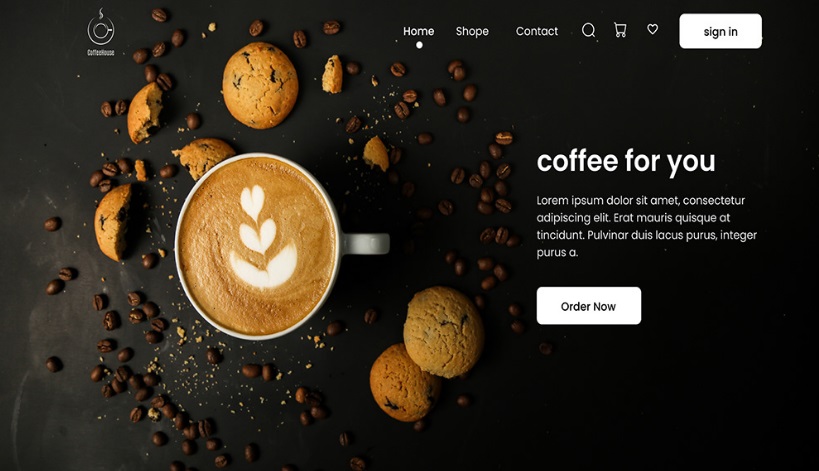 CoffeeHouse
Home Shope Contact sign in
coffee for you
Lorem ipsum dolor sit amet, consectetur
adipiscing elit. Erat mauris quisque at
tincidunt. Pulvinar duis lacus purus, integer
purus a.
Order Now